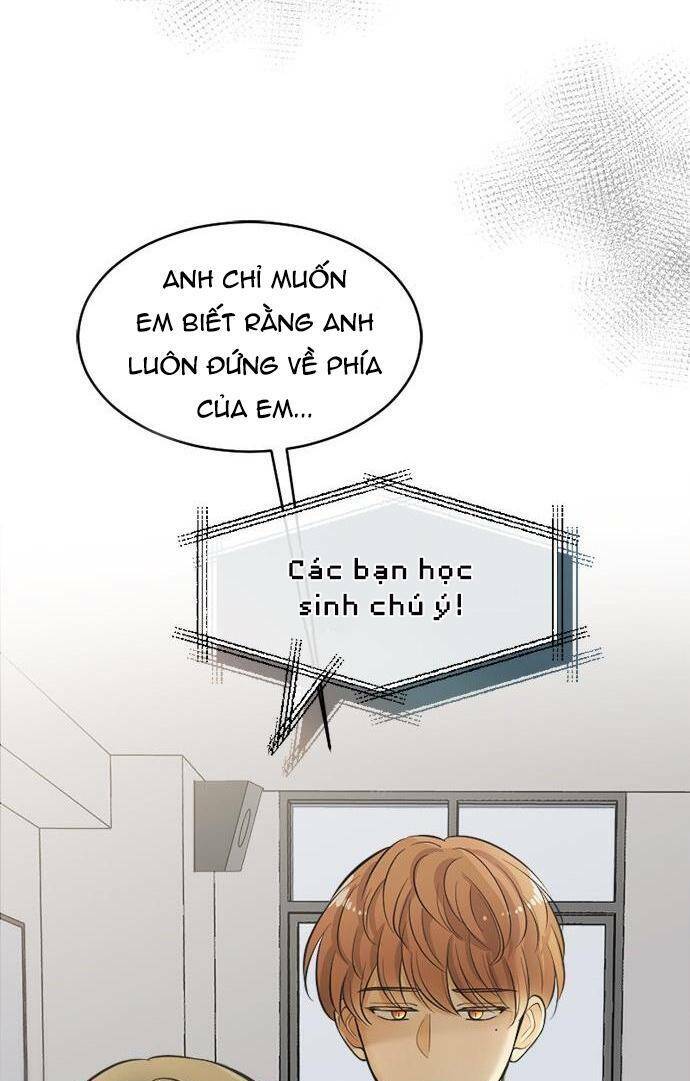 ANH CHỈ MUỐN
EM BIẾT RẰNG ANH
LUÔN ĐỨNG VỀ PHÍA
CỦA EM...
Các bạn học
sinh chú ý!